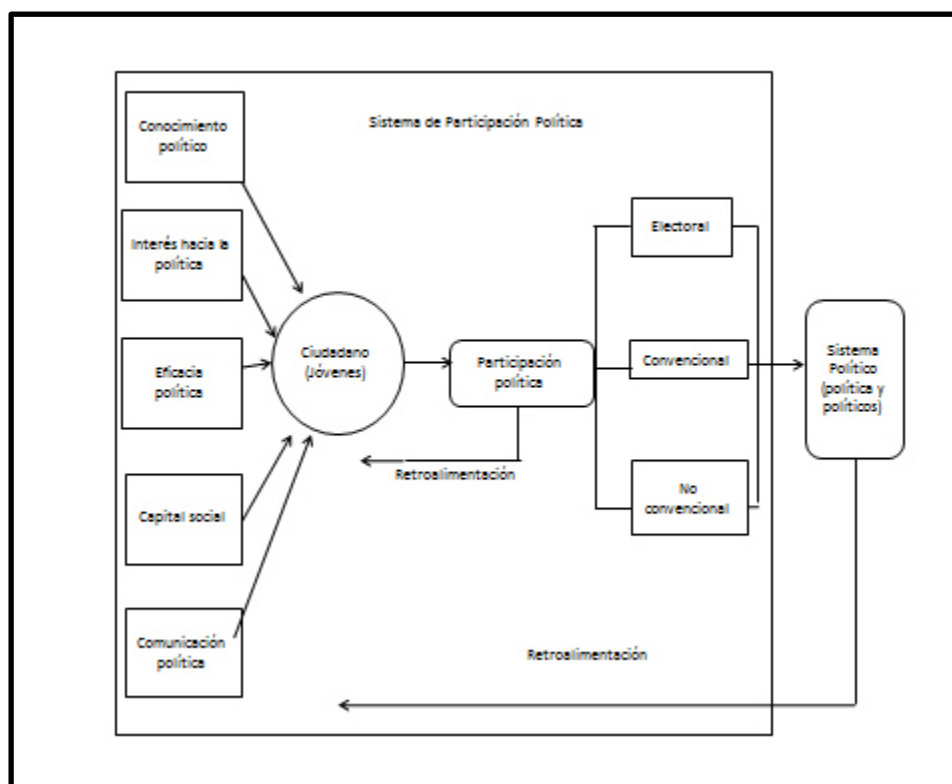 Sistema de Participación Política
Conocimiento
político
Interés hacia la
política
Eficacia
política
Capital social
Comunicación
política
Ciudadano
(Jóvenes)
Participación
política
Retroalimentación
Electoral
Convencional
No
convencional
Sistema
Político
(política y
políticos)
Retroalimentación